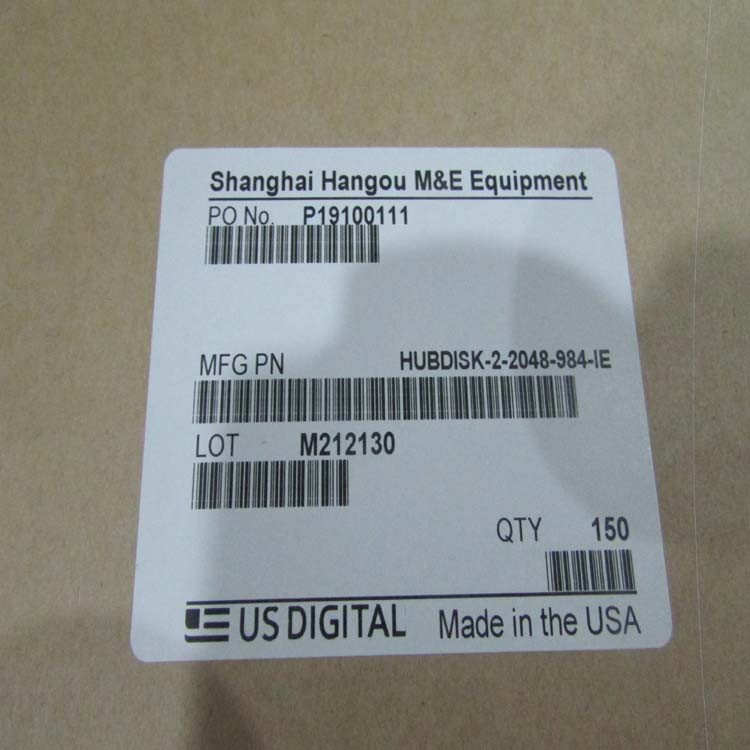 Shanghai Hangou M&E Equipment
PO No. P19100111
MFG PN HUBDISK-2-2048-984-IE
LOT M212130
QTY 150
US DIGITAL Made in the USA